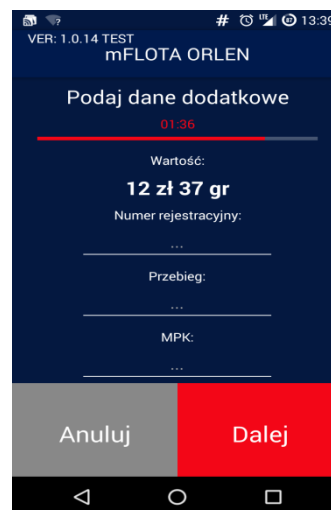 # 87 13:39
VER: 1.0.14 TEST
mFLOTA ORLEN
Podaj dane dodatkowe
01:36
Wartość:
12 zł 37 gr
Numer rejestracyjny:
...
Przebieg:
...
MPK:
...
Anuluj Dalej